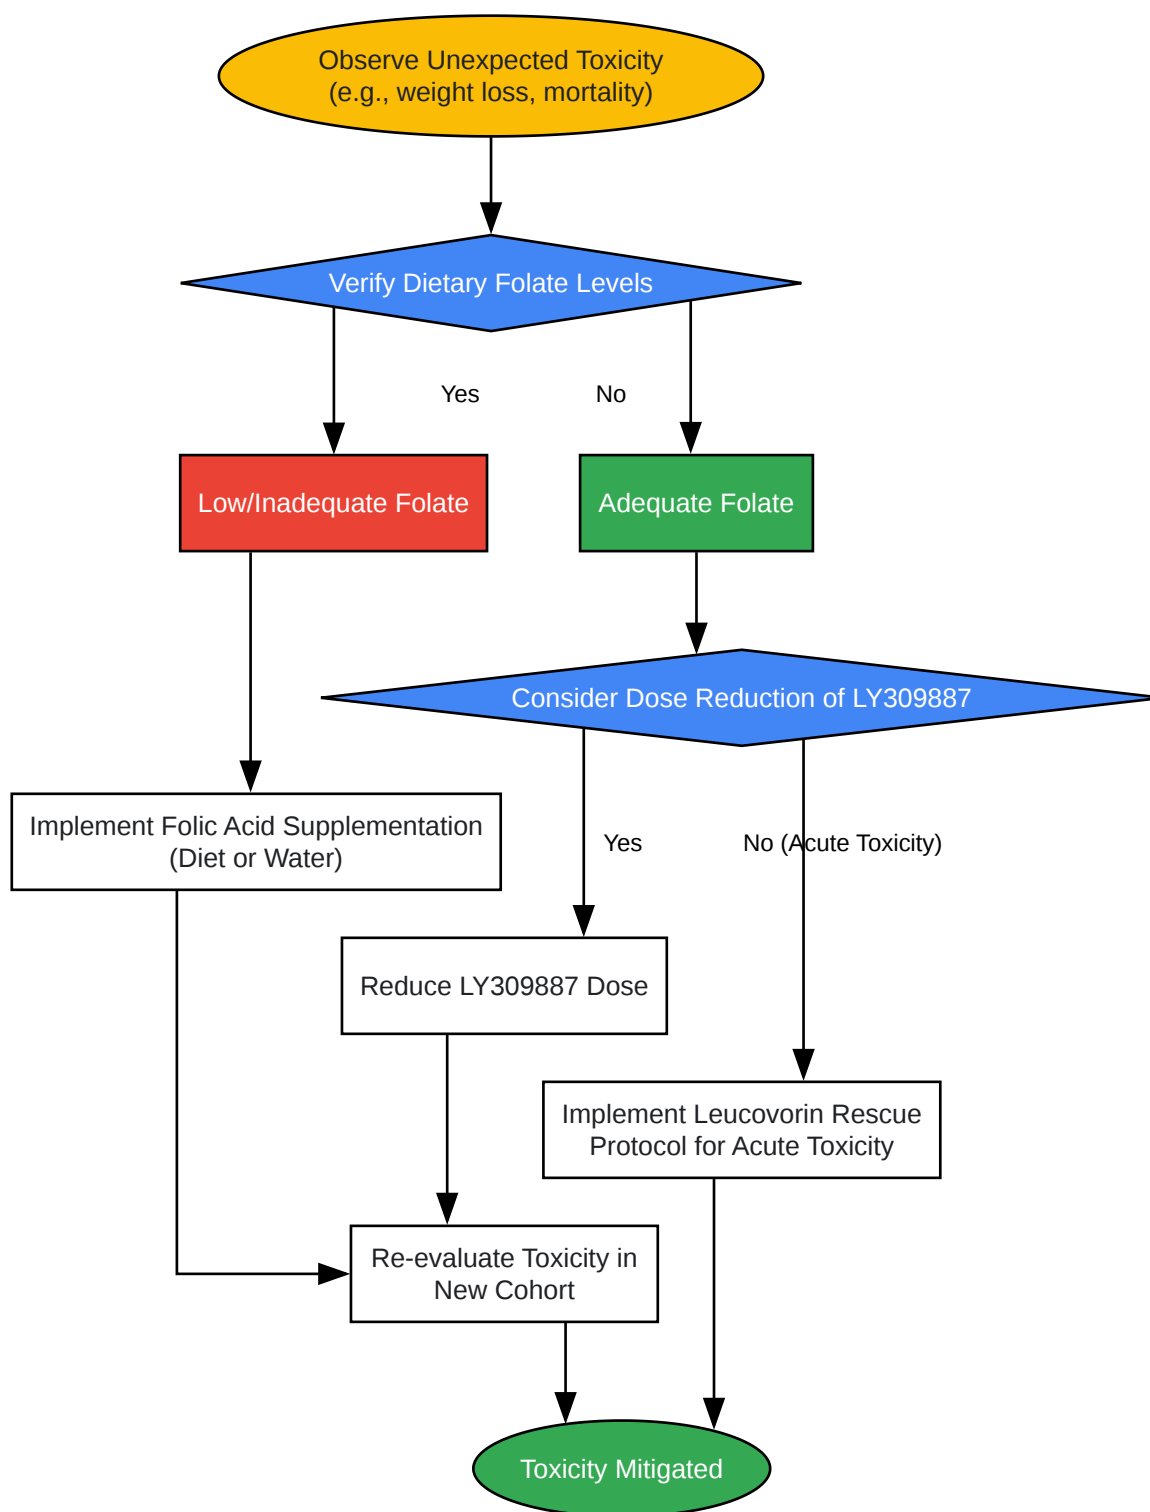 Observe Unexpected Toxicity
(e.g., weight loss, mortality)
Verify Dietary Folate Levels
Yes
No
Low/Inadequate Folate
Adequate Folate
Consider Dose Reduction of LY309887
Implement Folic Acid Supplementation
(Diet or Water)
Yes
No (Acute Toxicity)
Reduce LY309887 Dose
Implement Leucovorin Rescue
Protocol for Acute Toxicity
Re-evaluate Toxicity in
New Cohort
Toxicity Mitigated